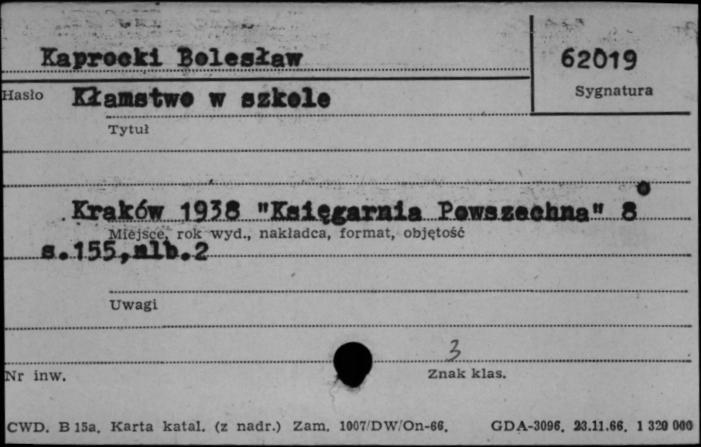 Kaprocki Bolesław
62019
Sygnatura
Hasło Kłamstwo w szkole
Tytuł
Kraków 1938 "Księgarnia Powszechna" 8°
Miejsce, rok wyd., nakładca, format, objętość
s.155,nlb.2
Uwagi
3
Nr inw.
Znak klas.
CWD. B 15a. Karta katal. (z nadr.) Zam. 1007/DW/On-66. GDA-3096. 23.11.66. 1 320 000